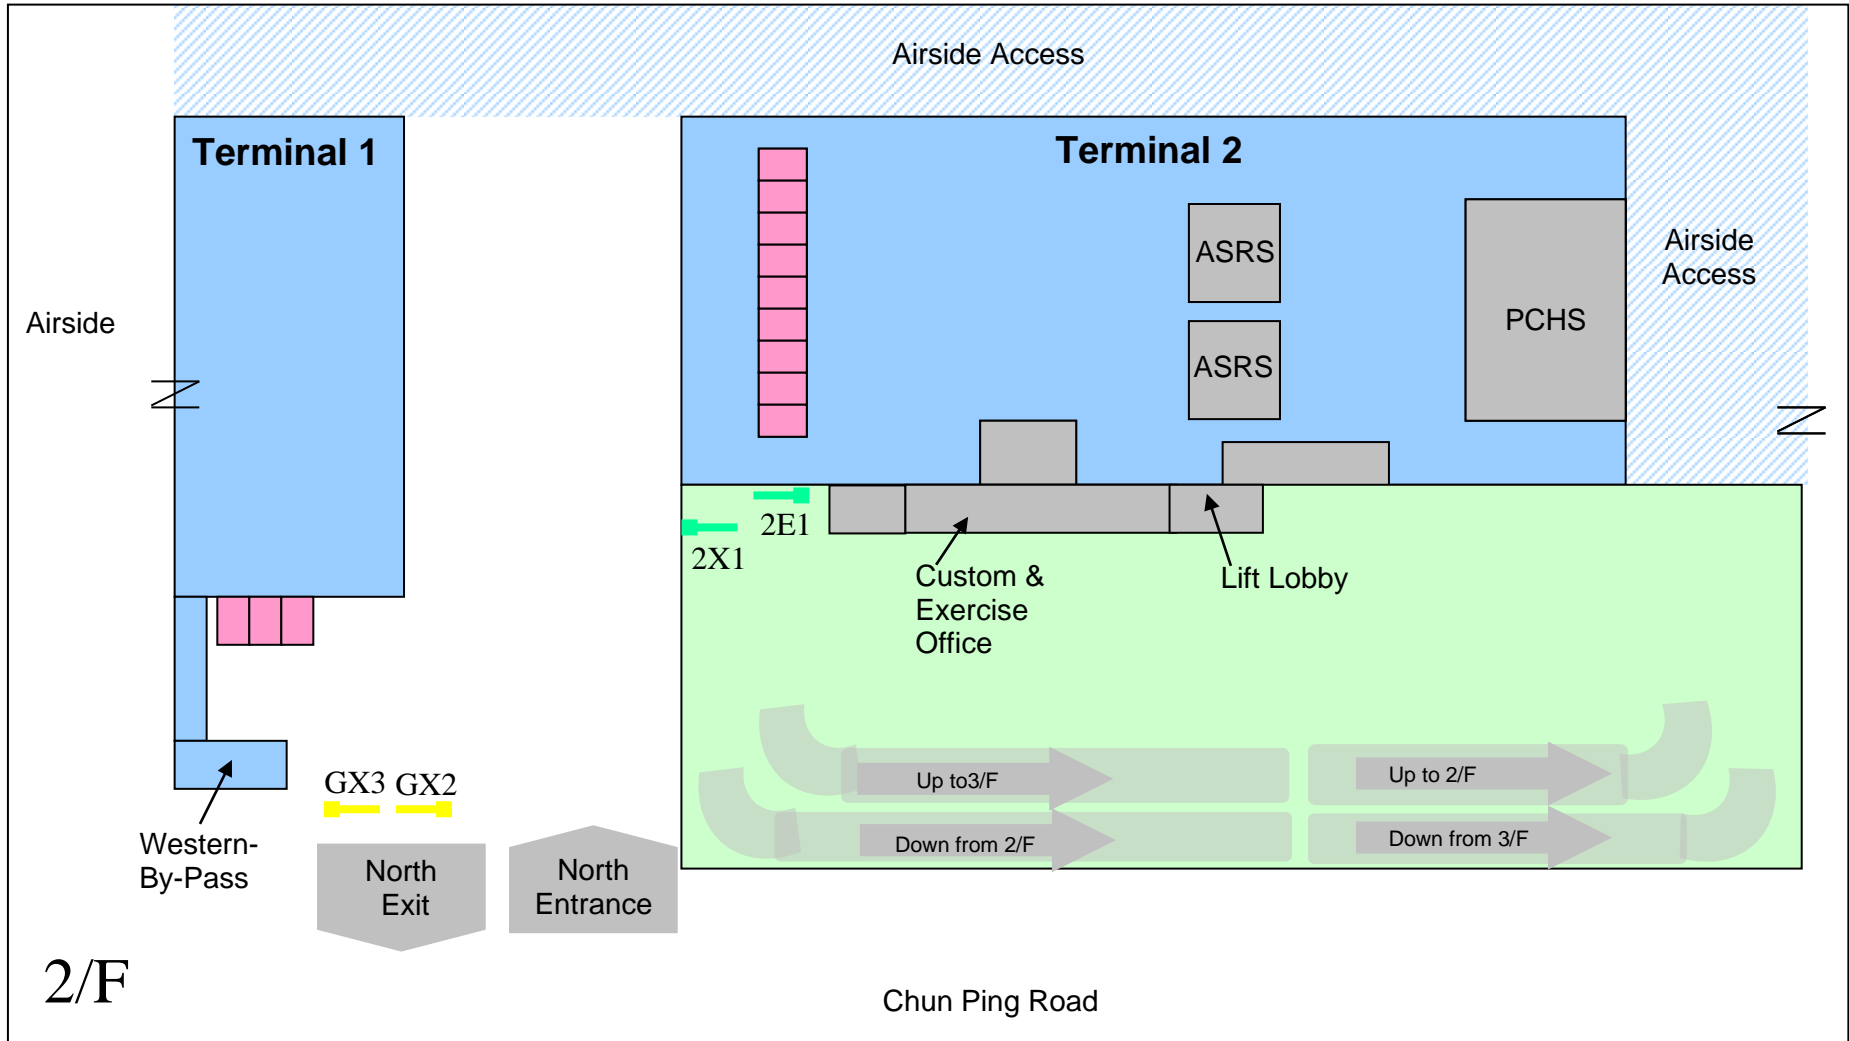 Airside Access
Terminal 1
Terminal 2
ASRS
Airside
Access
PCHS
Airside
ASRS
2E1
2X1
Custom &
Exercise
Office
Lift Lobby
GX3
GX2
Up to3/F
Up to 2/F
Down from 2/F
Down from 3/F
Western-
By-Pass
North
Exit
North
Entrance
2/F
Chun Ping Road